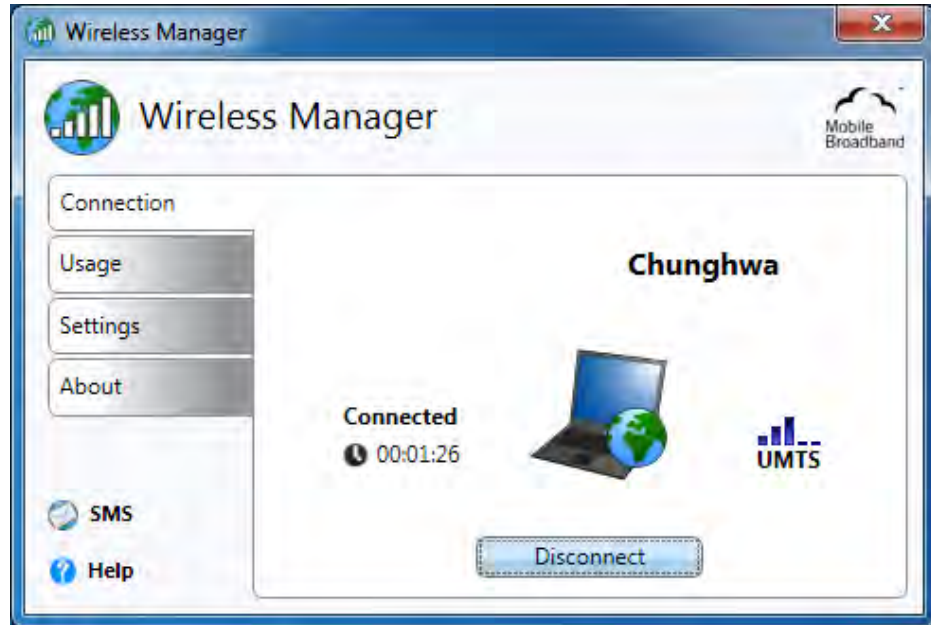 Wireless Manager
Wireless Manager
Mobile
Broadband
Connection
Usage
Settings
About
SMS
Help
Chunghwa
Connected
00:01:26
UMTS
Disconnect